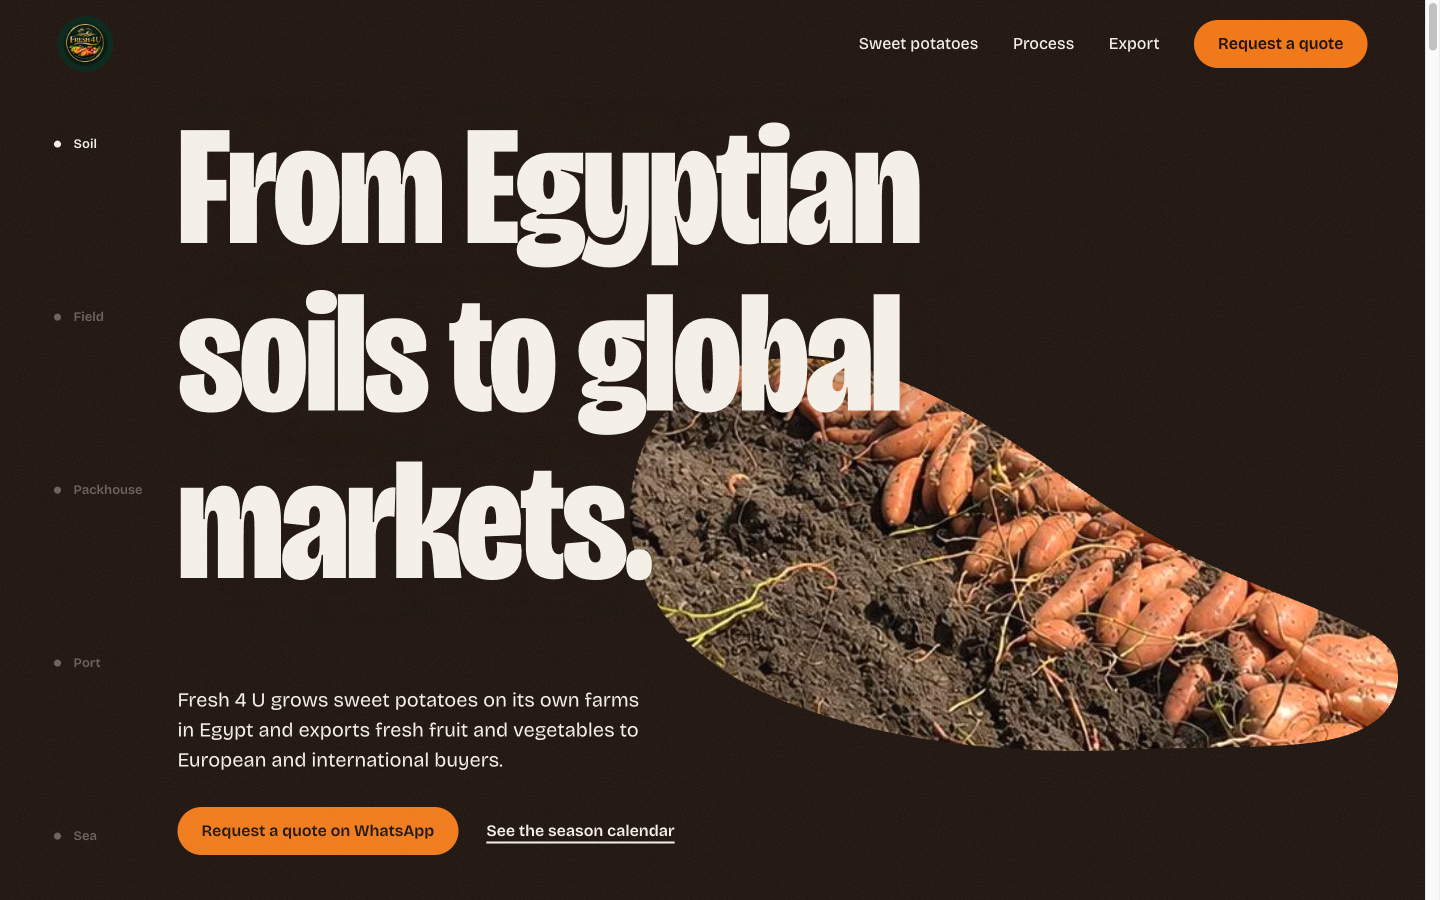 FRESH 4 U
Sweet potatoes
Process
Export
Request a quote
Soil
Field
Packhouse
Port
Sea
From Egyptian
soils to global
markets.
Fresh 4 U grows sweet potatoes on its own farms
in Egypt and exports fresh fruit and vegetables to
European and international buyers.
Request a quote on WhatsApp
See the season calendar